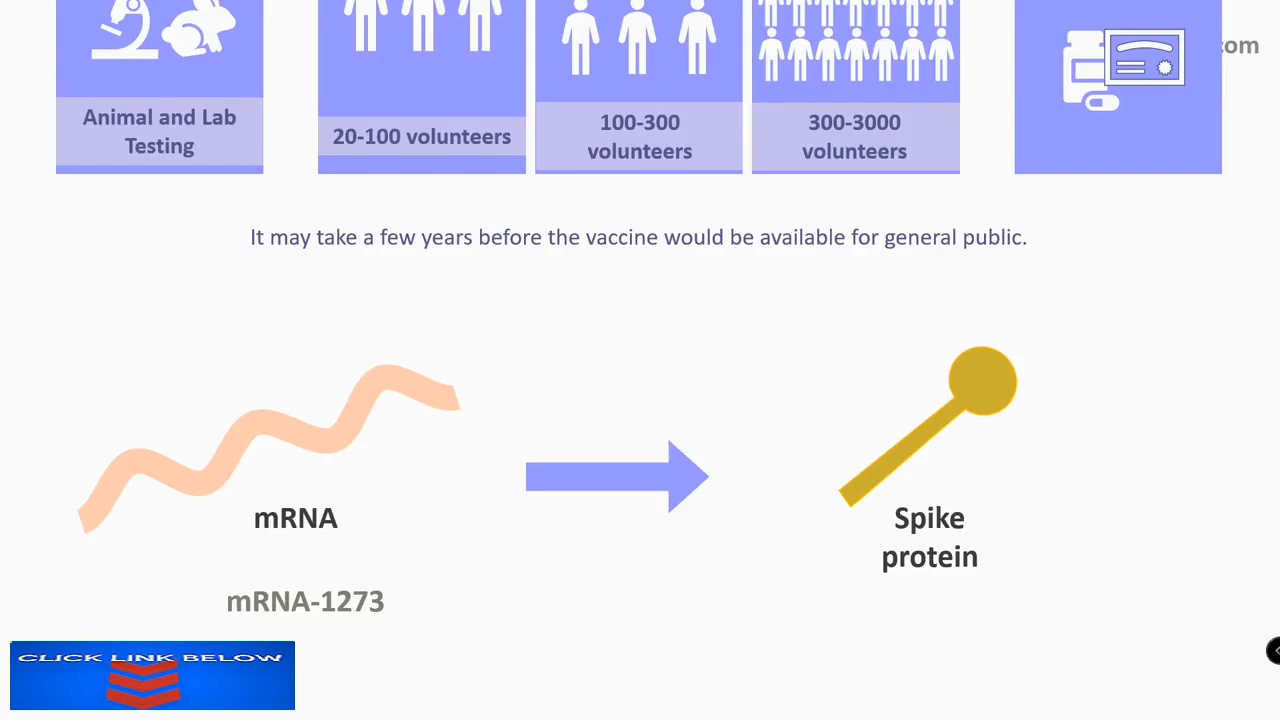 .com
Animal and Lab
Testing
20-100 volunteers
100-300
volunteers
300-3000
volunteers
It may take a few years before the vaccine would be available for general public.
mRNA
Spike
protein
mRNA-1273
CLICK LINK BELOW